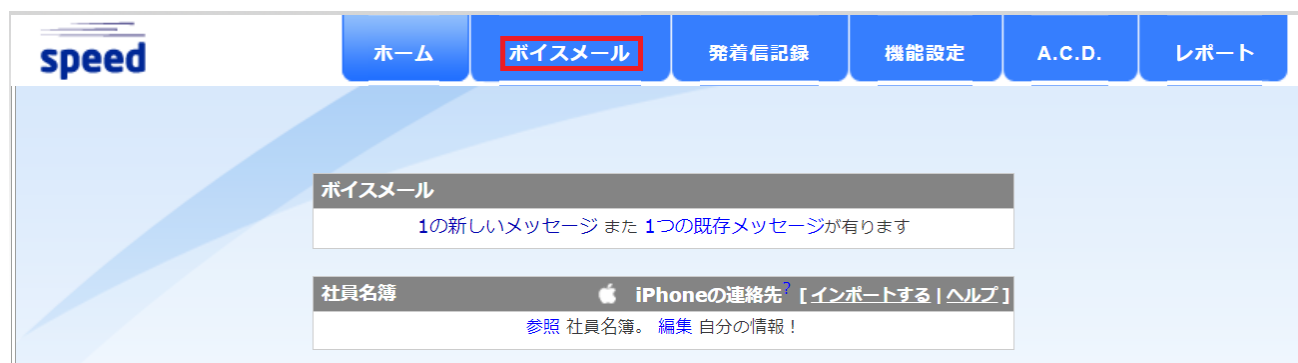 speed ホーム ボイスメール 発着信記録 機能設定 A.C.D. レポート
ボイスメール
1の新しいメッセージ また 1つの既存メッセージが有ります
社員名簿 iPhoneの連絡先? [ インポートする | ヘルプ ]
参照 社員名簿。 編集 自分の情報！